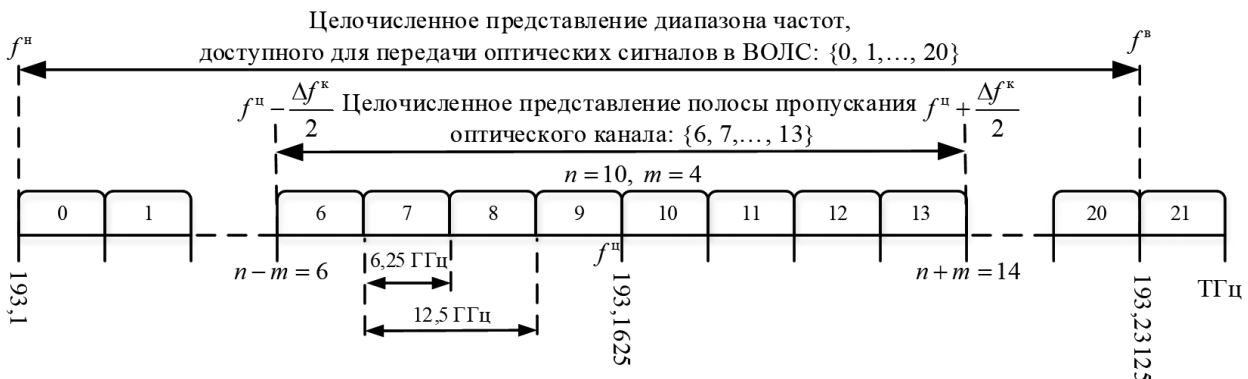 Целочисленное представление диапазона частот,
доступного для передачи оптических сигналов в ВОЛС: {0, 1,…, 20}
f^н
f^в
f^ц − Δf^к/2
Целочисленное представление полосы пропускания
оптического канала: {6, 7,…, 13}
f^ц + Δf^к/2
n = 10, m = 4
0 1 6 7 8 9 10 11 12 13 20 21
n − m = 6
6,25 ГГц
f^ц
n + m = 14
12,5 ГГц
193,1
193,1625
193,23125
ТГц